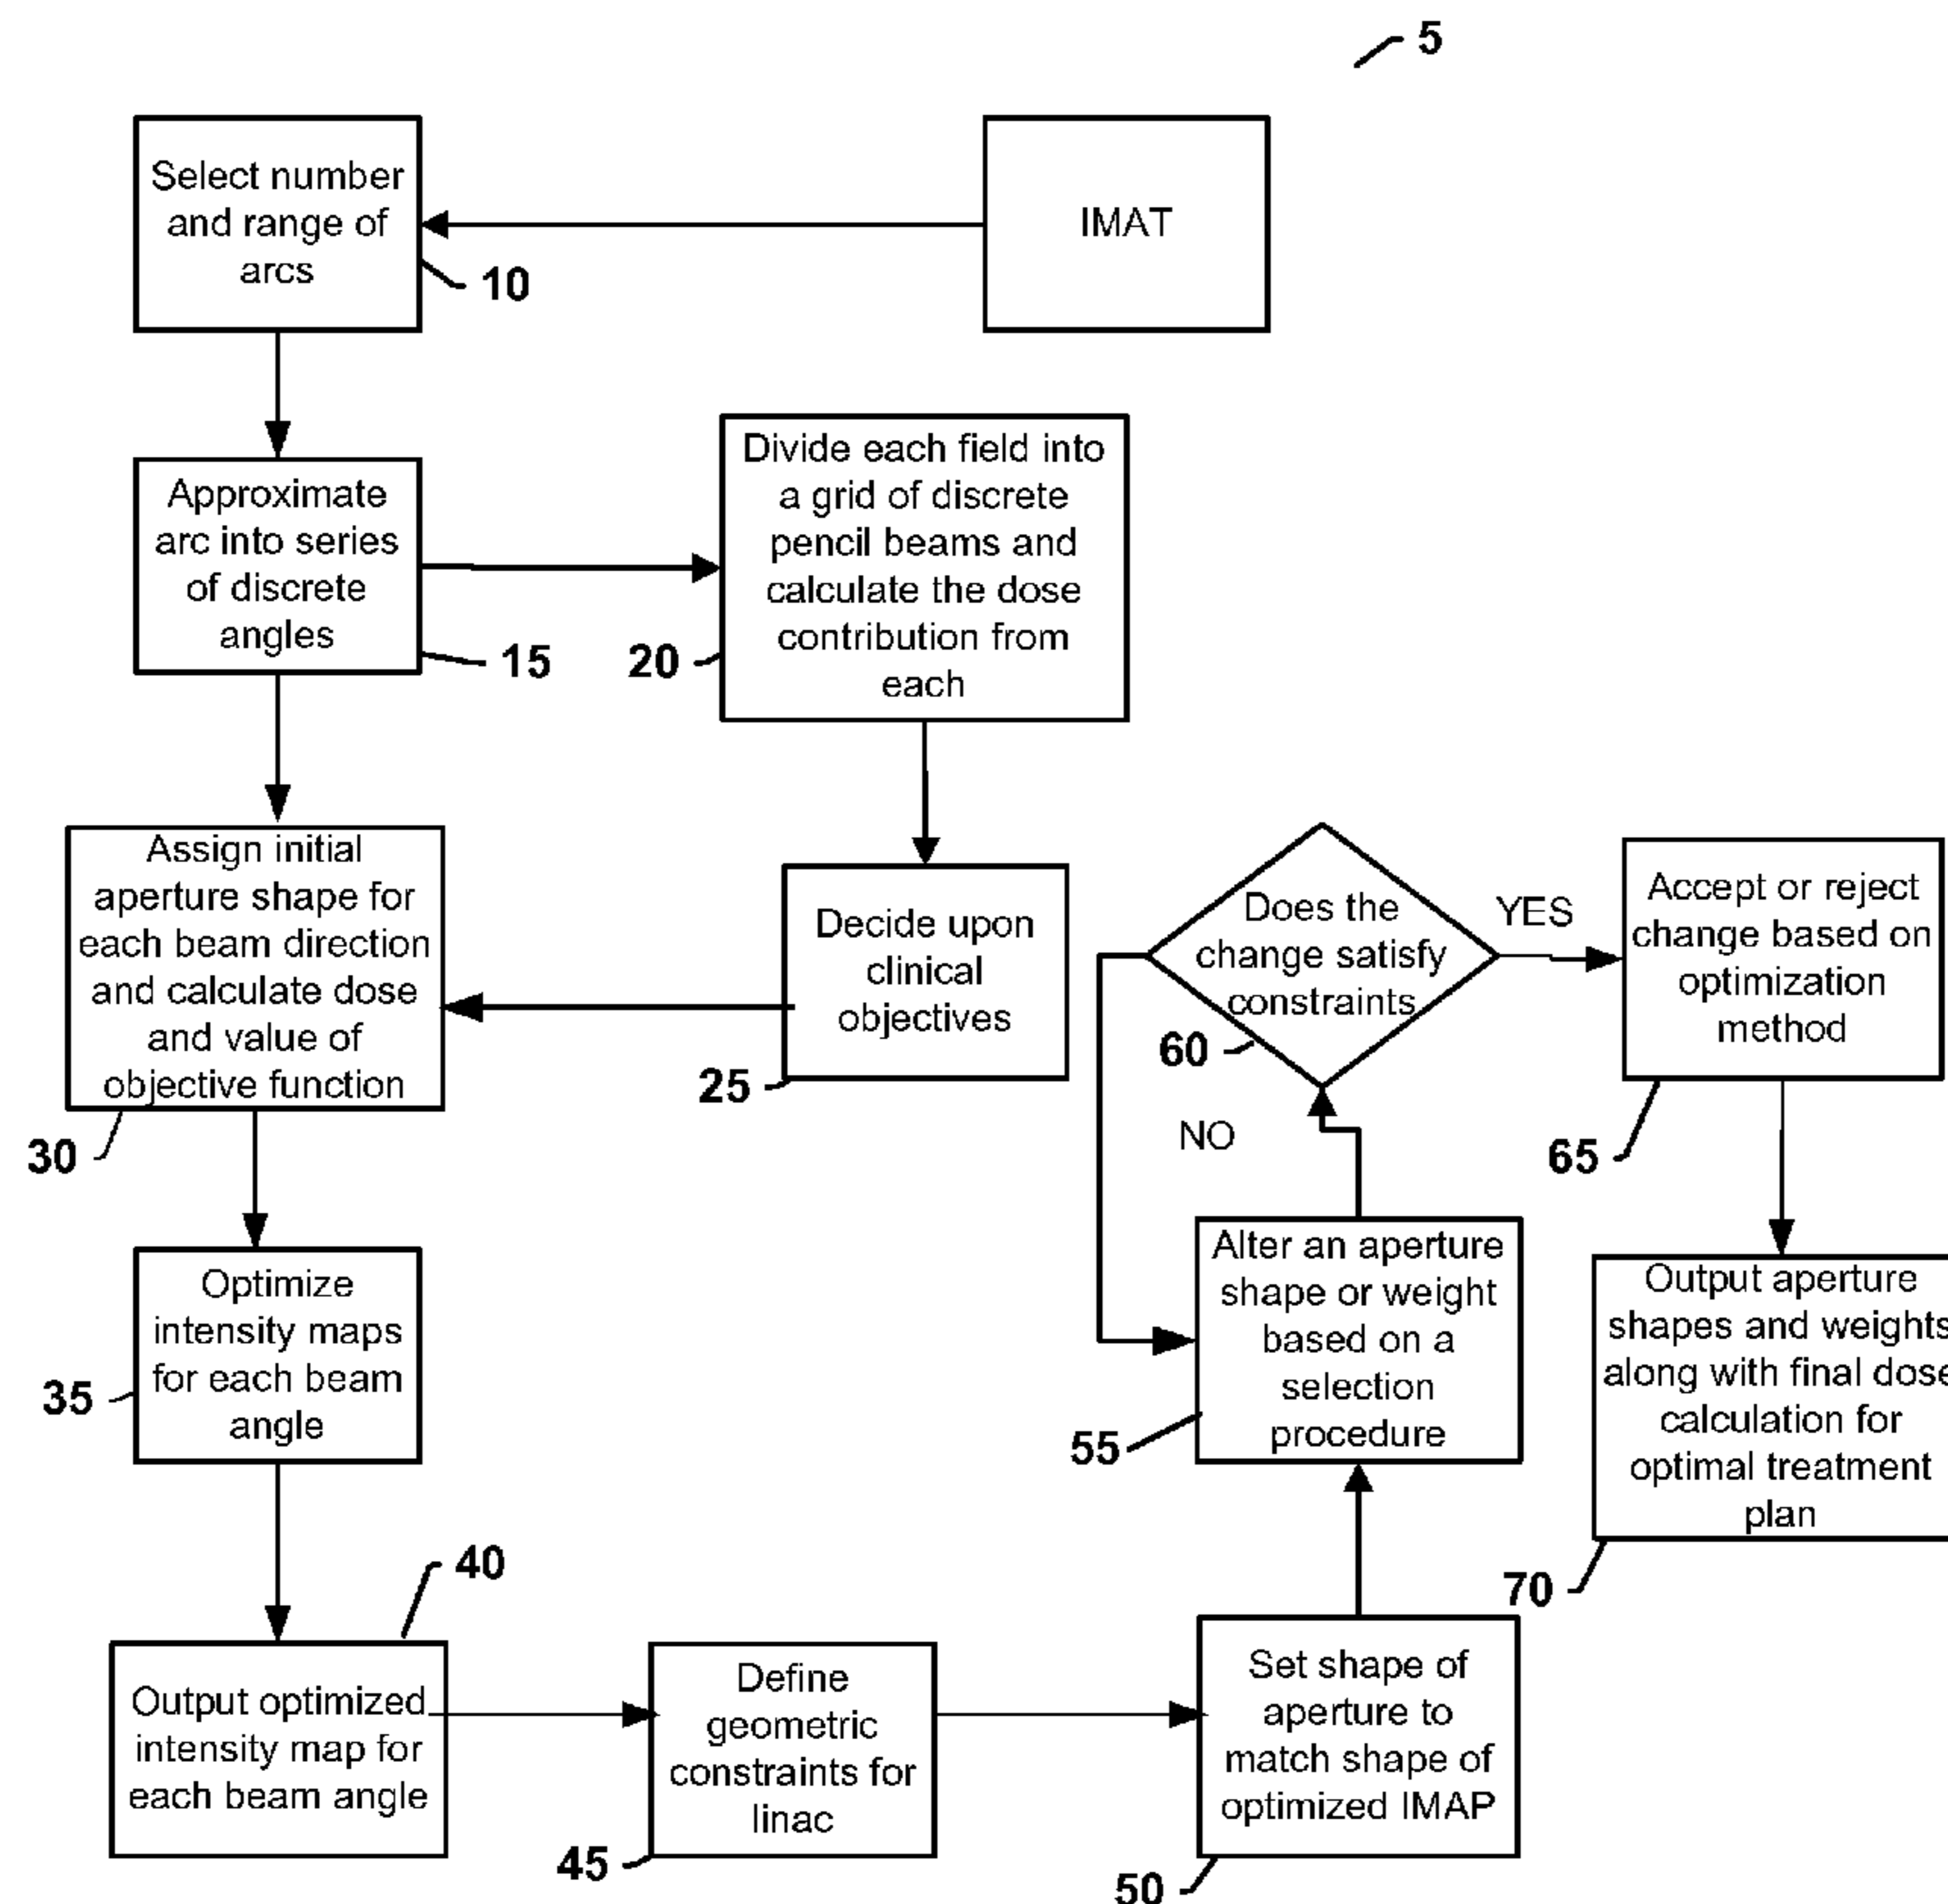 5
Select number
and range of
arcs
10
IMAT
Approximate
arc into series
of discrete
angles
15
Divide each field into
a grid of discrete
pencil beams and
calculate the dose
contribution from
each
20
Assign initial
aperture shape for
each beam direction
and calculate dose
and value of
objective function
30
Decide upon
clinical
objectives
25
Does the
change satisfy
constraints
60
YES
NO
Accept or reject
change based on
optimization
method
65
Optimize
intensity maps
for each beam
angle
35
Alter an aperture
shape or weight
based on a
selection
procedure
55
Output aperture
shapes and weights
along with final dose
calculation for
optimal treatment
plan
70
40
Output optimized
intensity map for
each beam angle
Define
geometric
constraints for
linac
45
Set shape of
aperture to
match shape of
optimized IMAP
50